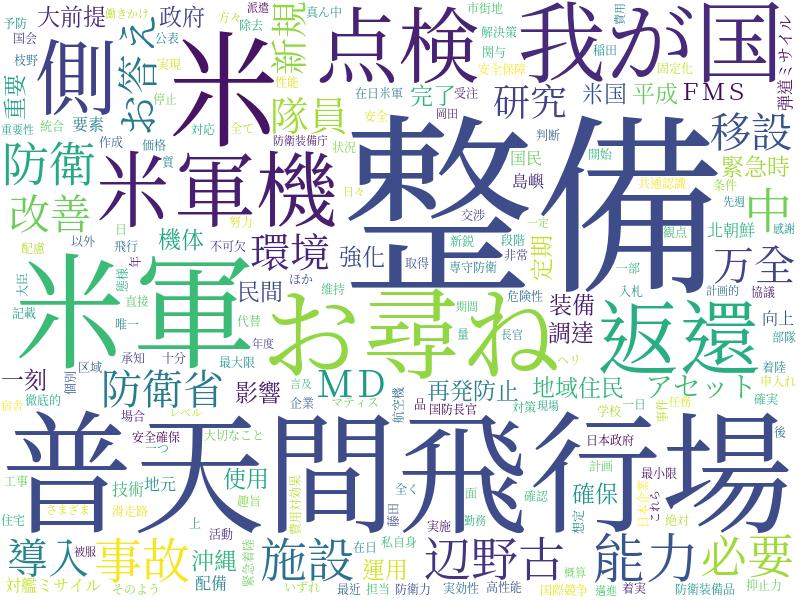 予防
働きかけ
方々
派遣
真ん中
市街地
費用
大前提
政府
国会
公表
除去
新規
点検
我が国
解決策
稲田
枝野
実現
関与
安全保障
固定化
弾道ミサイル
側
お答え
米
性能
重要
停止
隊員
在日米軍
完了
受注
研究
米国
平成
FMS
重要性
統合
要素
対応
全て
安全
岡田
移設
作成
価格
質
防衛装備庁
状況
国民
判断
開始
緊急時
防衛
米軍機
整備
日々
島嶼
共通認識
条件
中
先週
改善
日
努力
交渉
一定
観点
北朝鮮
感謝
配慮
以外
飛行
不可欠
機体
環境
強化
新鋭
段階
非常
定期
一部
万全
大臣
態様
年
取得
専守防衛
米軍
お尋ね
返還
記載
直接
民間
ほか
維持
危険性
装備
入札
計画的
協議
唯一
代替
期間
量
長官
調達
向上
部隊
一刻
承知
十分
年度
最大限
ヘリ
着陸
申入れ
徹底的
個別
区域
防衛省
影響
言及
MD
航空機
再発防止
地域住民
アセット
確実
宿舎
場合
レベル
企業
マティス
品
国防長官
対策
現場
学校
一日
事件
任務
普天間飛行場
安全確保
大切なこと
一つ
日本政府
後
工事
さまざま
技術
地元
使用
費用対効果
全く
面
確認
計画
確保
最小限
住宅
滑走路
趣旨
藤田
実施
勤務
想定
日本企業
これら
絶対
導入
被服
事故
上
活動
沖縄
緊急着陸
在日
私自身
施設
辺野古
能力
必要
対艦ミサイル
そのよう
配備
いずれ
最近
担当
運用
防衛力
実効性
高性能
国際競争
概算
着実
邁進
防衛装備品
抑止力